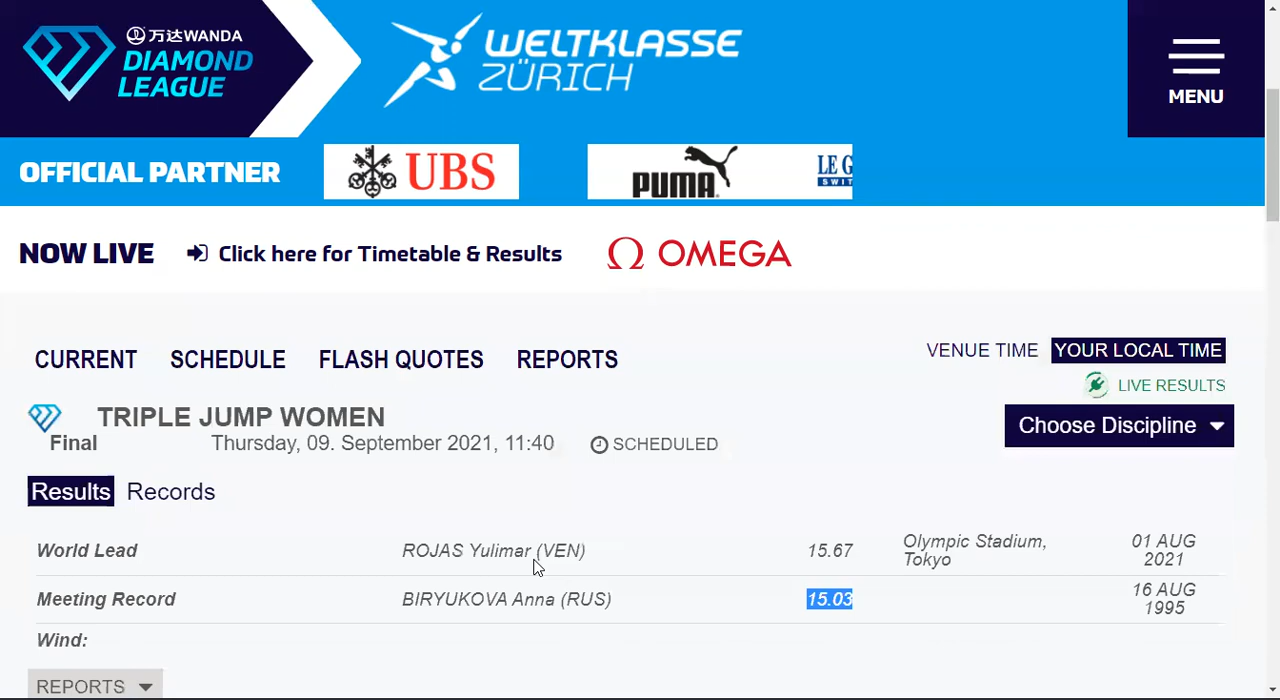 万达WANDA
DIAMOND
LEAGUE
WELTKLASSE
ZÜRICH
MENU
OFFICIAL PARTNER
UBS
PUMA
LE G
SWIT
NOW LIVE Click here for Timetable & Results Ω OMEGA
CURRENT SCHEDULE FLASH QUOTES REPORTS
VENUE TIME YOUR LOCAL TIME
LIVE RESULTS
TRIPLE JUMP WOMEN
Final Thursday, 09. September 2021, 11:40 SCHEDULED
Choose Discipline
Results Records
World Lead ROJAS Yulimar (VEN) 15.67 Olympic Stadium, Tokyo 01 AUG 2021
Meeting Record BIRYUKOVA Anna (RUS) 15.03 16 AUG 1995
Wind:
REPORTS